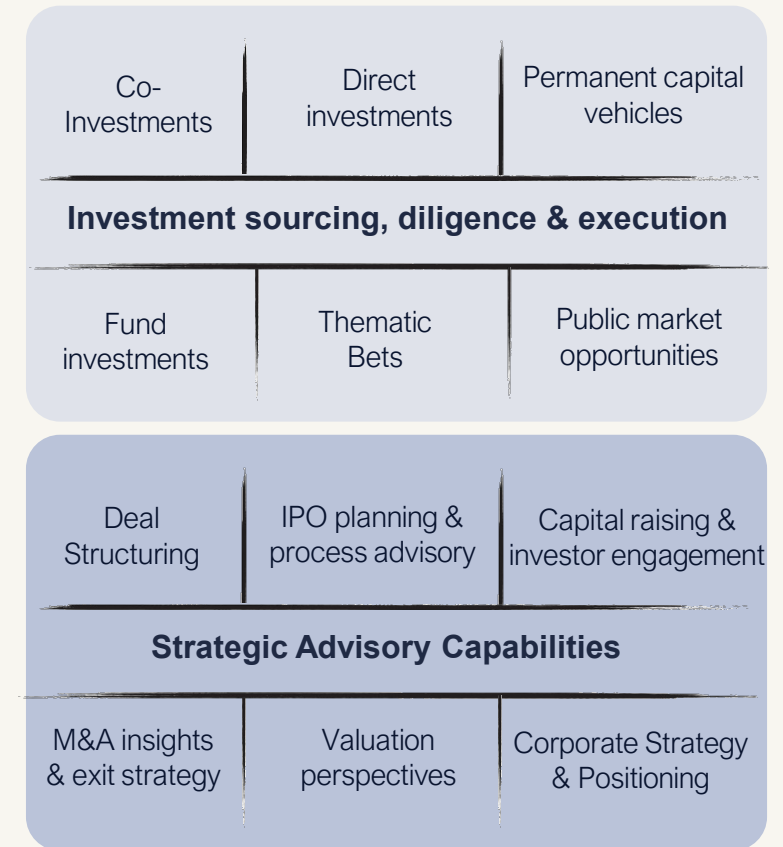 Co-
Investments
Direct
investments
Permanent capital
vehicles
Investment sourcing, diligence & execution
Fund
investments
Thematic
Bets
Public market
opportunities
Deal
Structuring
IPO planning &
process advisory
Capital raising &
investor engagement
Strategic Advisory Capabilities
M&A insights
& exit strategy
Valuation
perspectives
Corporate Strategy
& Positioning